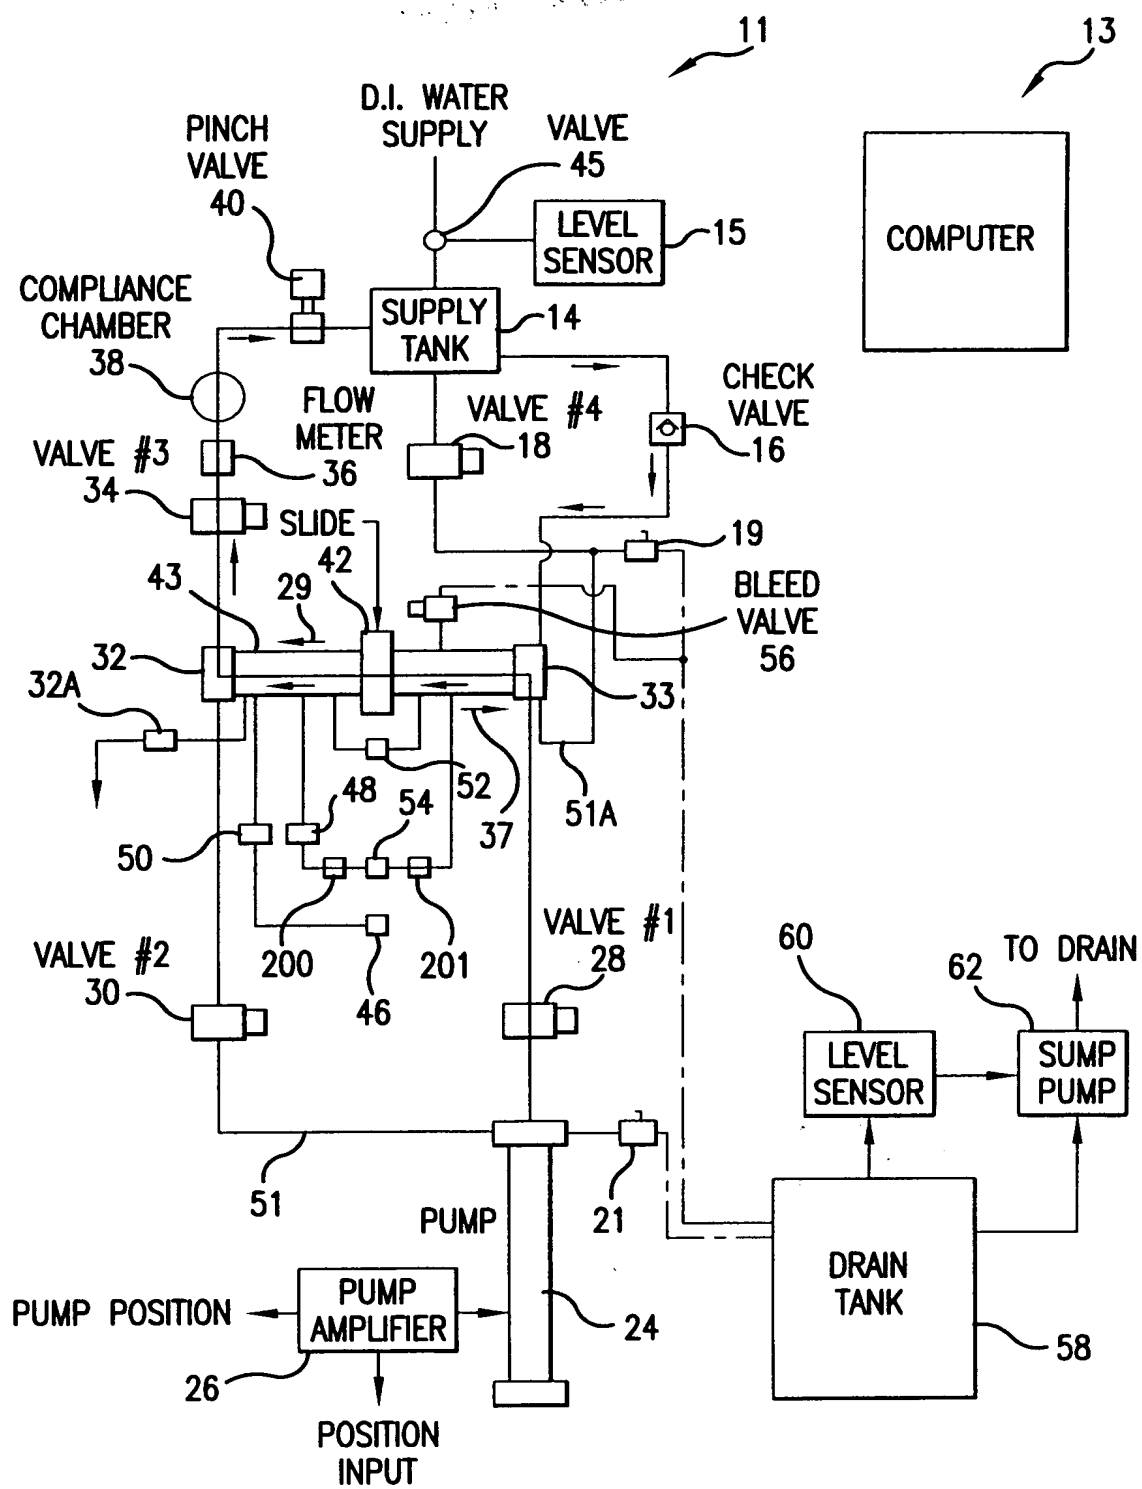 11
13
D.I. WATER
SUPPLY
PINCH
VALVE
40
VALVE
45
LEVEL
SENSOR
15
COMPUTER
COMPLIANCE
CHAMBER
38
SUPPLY
TANK
14
FLOW
METER
36
VALVE #4
18
CHECK
VALVE
16
VALVE #3
34
SLIDE
42
19
43
29
BLEED
VALVE
56
32
33
32A
52
37
51A
48
54
50
200
201
46
VALVE #1
28
VALVE #2
30
60
62
TO DRAIN
LEVEL
SENSOR
SUMP
PUMP
51
21
PUMP
DRAIN
TANK
58
PUMP POSITION
PUMP
AMPLIFIER
26
24
POSITION
INPUT